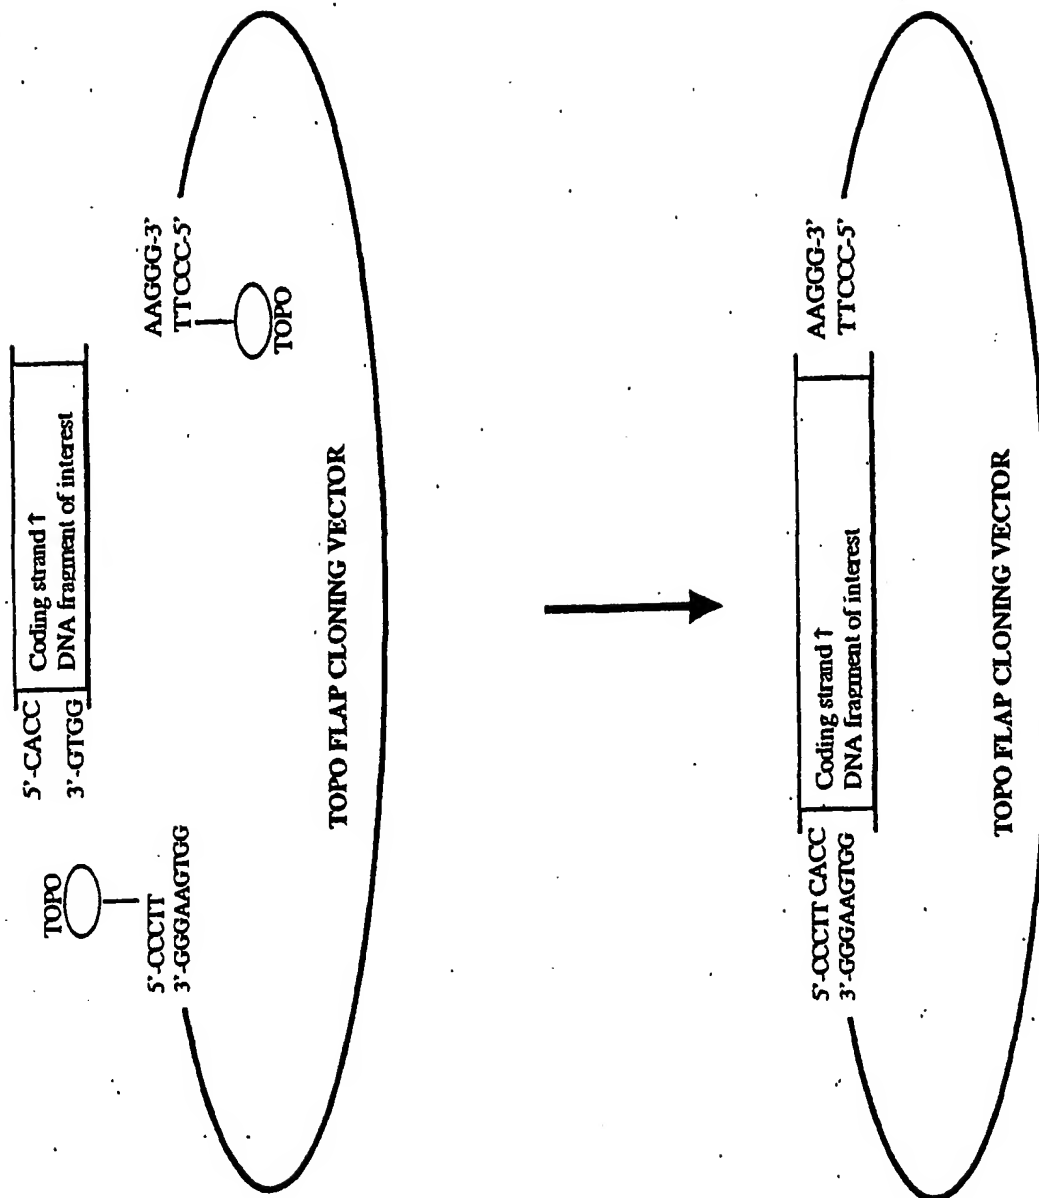 5'-CACC
3'-GTGG
Coding strand↑
DNA fragment of interest
TOPO
5'-CCCTT
3'-GGGAAGTGG
AAGGG-3'
TTCCC-5'
TOPO
TOPO FLAP CLONING VECTOR
5'-CCCTT CACC
3'-GGGAAGTGG
Coding strand↑
DNA fragment of interest
AAGGG-3'
TTCCC-5'
TOPO FLAP CLONING VECTOR